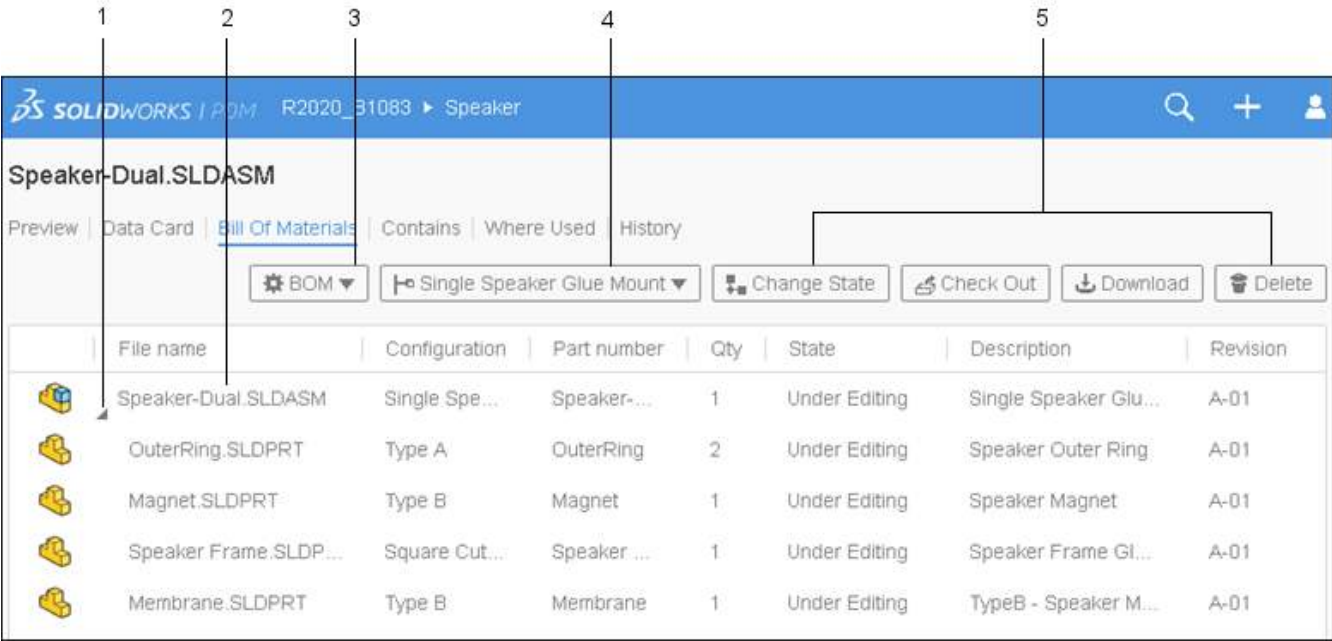 1 2 3 4 5
3DS SOLIDWORKS | PDM R2020_B1083 ▸ Speaker
Speaker-Dual.SLDASM
Preview | Data Card | Bill Of Materials | Contains | Where Used | History
BOM ▼ Single Speaker Glue Mount ▼ Change State Check Out Download Delete
File name Configuration Part number Qty State Description Revision
Speaker-Dual.SLDASM Single Spe... Speaker-... 1 Under Editing Single Speaker Glu... A-01
OuterRing.SLDPRT Type A OuterRing 2 Under Editing Speaker Outer Ring A-01
Magnet.SLDPRT Type B Magnet 1 Under Editing Speaker Magnet A-01
Speaker Frame.SLDP... Square Cut... Speaker ... 1 Under Editing Speaker Frame Gl... A-01
Membrane.SLDPRT Type B Membrane 1 Under Editing TypeB - Speaker M... A-01